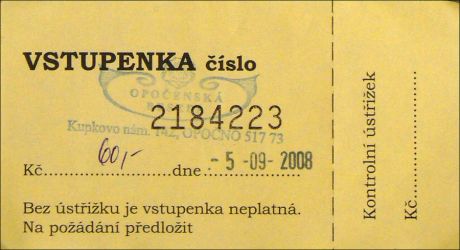 VSTUPENKA číslo
OPOČENSKÁ
2184223
Kupkovo nám. 142, OPOČNO 517 73
Kč 60,- dne - 5 -09- 2008
Bez ústřižku je vstupenka neplatná.
Na požádání předložit
Kontrolní ústřižek
Kč